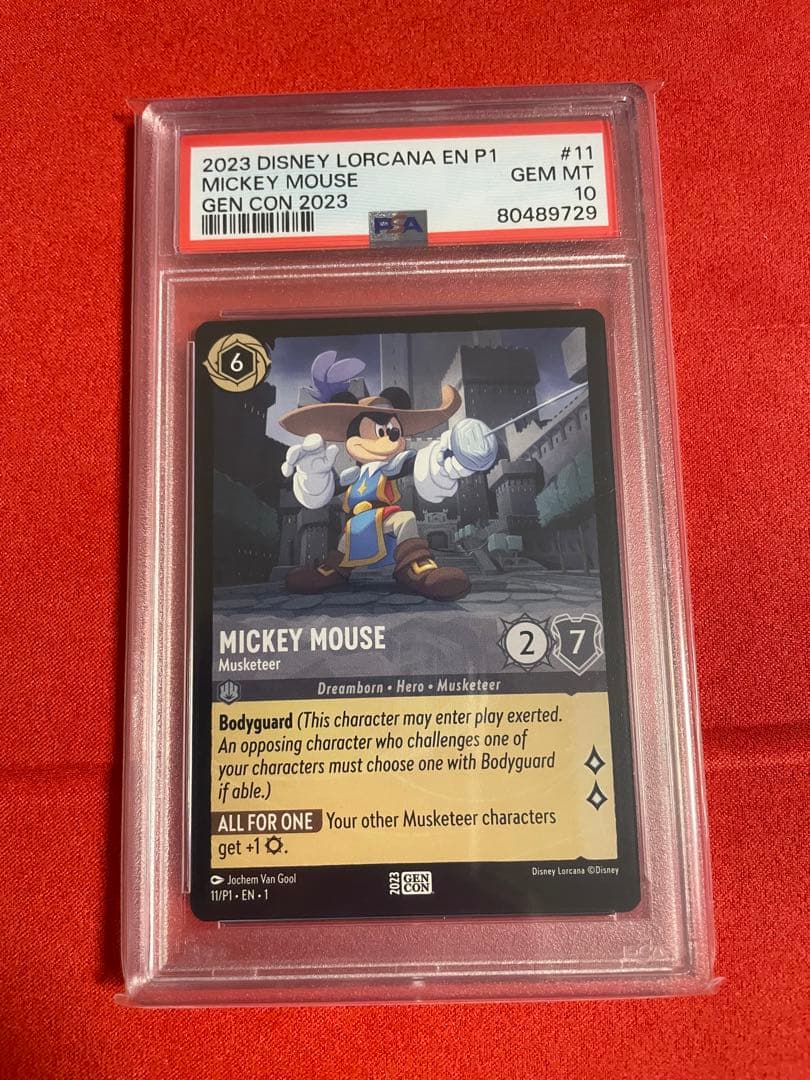 2023 DISNEY LORCANA EN P1 #11
MICKEY MOUSE GEM MT
GEN CON 2023 10
80489729
PSA
6
MICKEY MOUSE
Musketeer
2 7
Dreamborn • Hero • Musketeer
Bodyguard (This character may enter play exerted.
An opposing character who challenges one of
your characters must choose one with Bodyguard
if able.)
ALL FOR ONE Your other Musketeer characters
get +1 .
Jochem Van Gool
11/P1 • EN • 1
2023 GEN CON
Disney Lorcana ©Disney